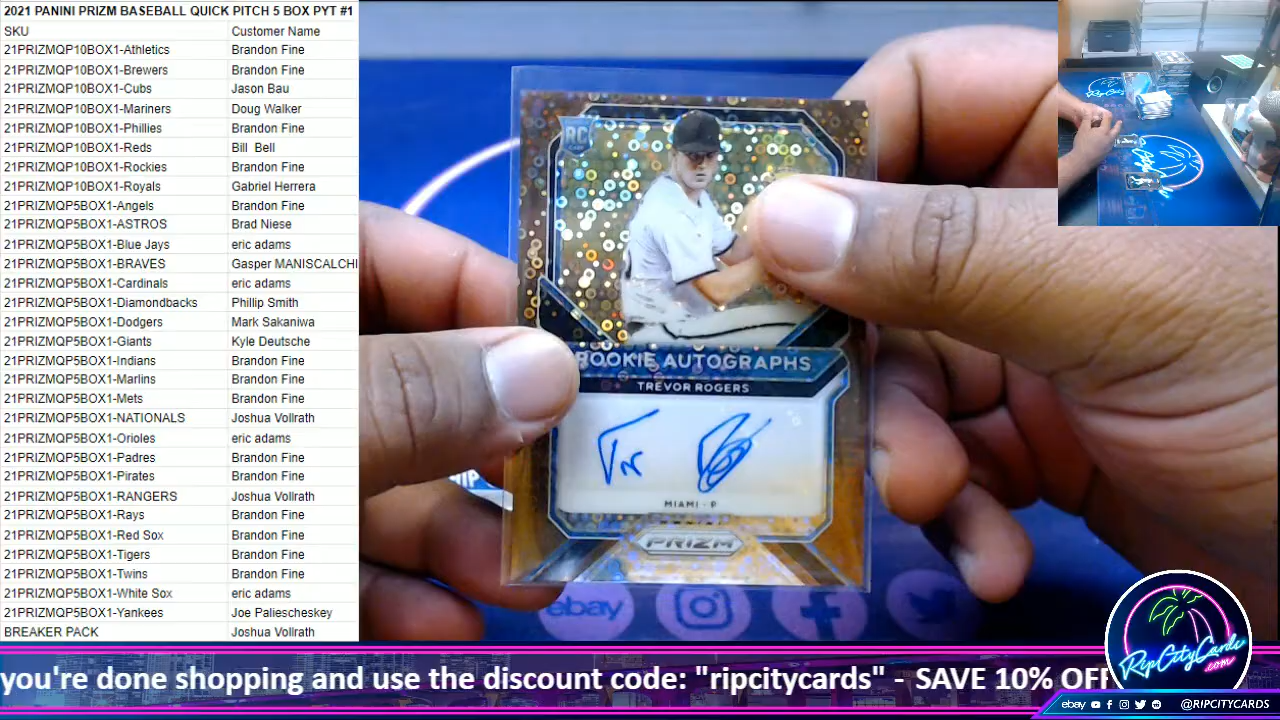 2021 PANINI PRIZM BASEBALL QUICK PITCH 5 BOX PYT #1
SKU Customer Name
21PRIZMQP10BOX1-Athletics Brandon Fine
21PRIZMQP10BOX1-Brewers Brandon Fine
21PRIZMQP10BOX1-Cubs Jason Bau
21PRIZMQP10BOX1-Mariners Doug Walker
21PRIZMQP10BOX1-Phillies Brandon Fine
21PRIZMQP10BOX1-Reds Bill Bell
21PRIZMQP10BOX1-Rockies Brandon Fine
21PRIZMQP10BOX1-Royals Gabriel Herrera
21PRIZMQP5BOX1-Angels Brandon Fine
21PRIZMQP5BOX1-ASTROS Brad Niese
21PRIZMQP5BOX1-Blue Jays eric adams
21PRIZMQP5BOX1-BRAVES Gasper MANISCALCHI
21PRIZMQP5BOX1-Cardinals eric adams
21PRIZMQP5BOX1-Diamondbacks Phillip Smith
21PRIZMQP5BOX1-Dodgers Mark Sakaniwa
21PRIZMQP5BOX1-Giants Kyle Deutsche
21PRIZMQP5BOX1-Indians Brandon Fine
21PRIZMQP5BOX1-Marlins Brandon Fine
21PRIZMQP5BOX1-Mets Brandon Fine
21PRIZMQP5BOX1-NATIONALS Joshua Vollrath
21PRIZMQP5BOX1-Orioles eric adams
21PRIZMQP5BOX1-Padres Brandon Fine
21PRIZMQP5BOX1-Pirates Brandon Fine
21PRIZMQP5BOX1-RANGERS Joshua Vollrath
21PRIZMQP5BOX1-Rays Brandon Fine
21PRIZMQP5BOX1-Red Sox Brandon Fine
21PRIZMQP5BOX1-Tigers Brandon Fine
21PRIZMQP5BOX1-Twins Brandon Fine
21PRIZMQP5BOX1-White Sox eric adams
21PRIZMQP5BOX1-Yankees Joe Paliescheskey
BREAKER PACK Joshua Vollrath
RC
ROOKIE AUTOGRAPHS
TREVOR ROGERS
MIAMI - P
PRIZM
ebay
you're done shopping and use the discount code: "ripcitycards" - SAVE 10% OFF
RipCityCards
.com
ebay @RIPCITYCARDS